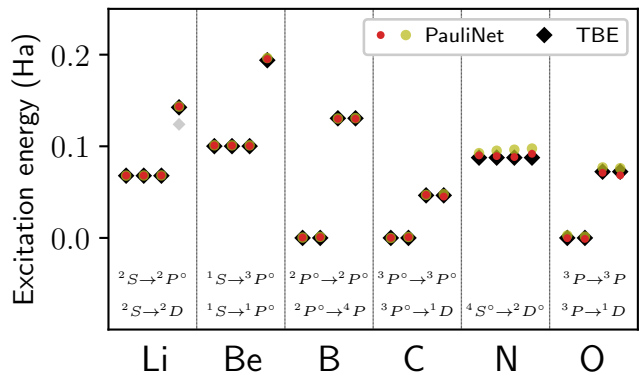 Excitation energy (Ha)
0.2
0.1
0.0
PauliNet
TBE
²S→²P°
¹S→³P°
²P°→²P°
³P°→³P°
³P→³P
²S→²D
¹S→¹P°
²P°→⁴P
³P°→¹D
⁴S°→²D°
³P→¹D
Li
Be
B
C
N
O